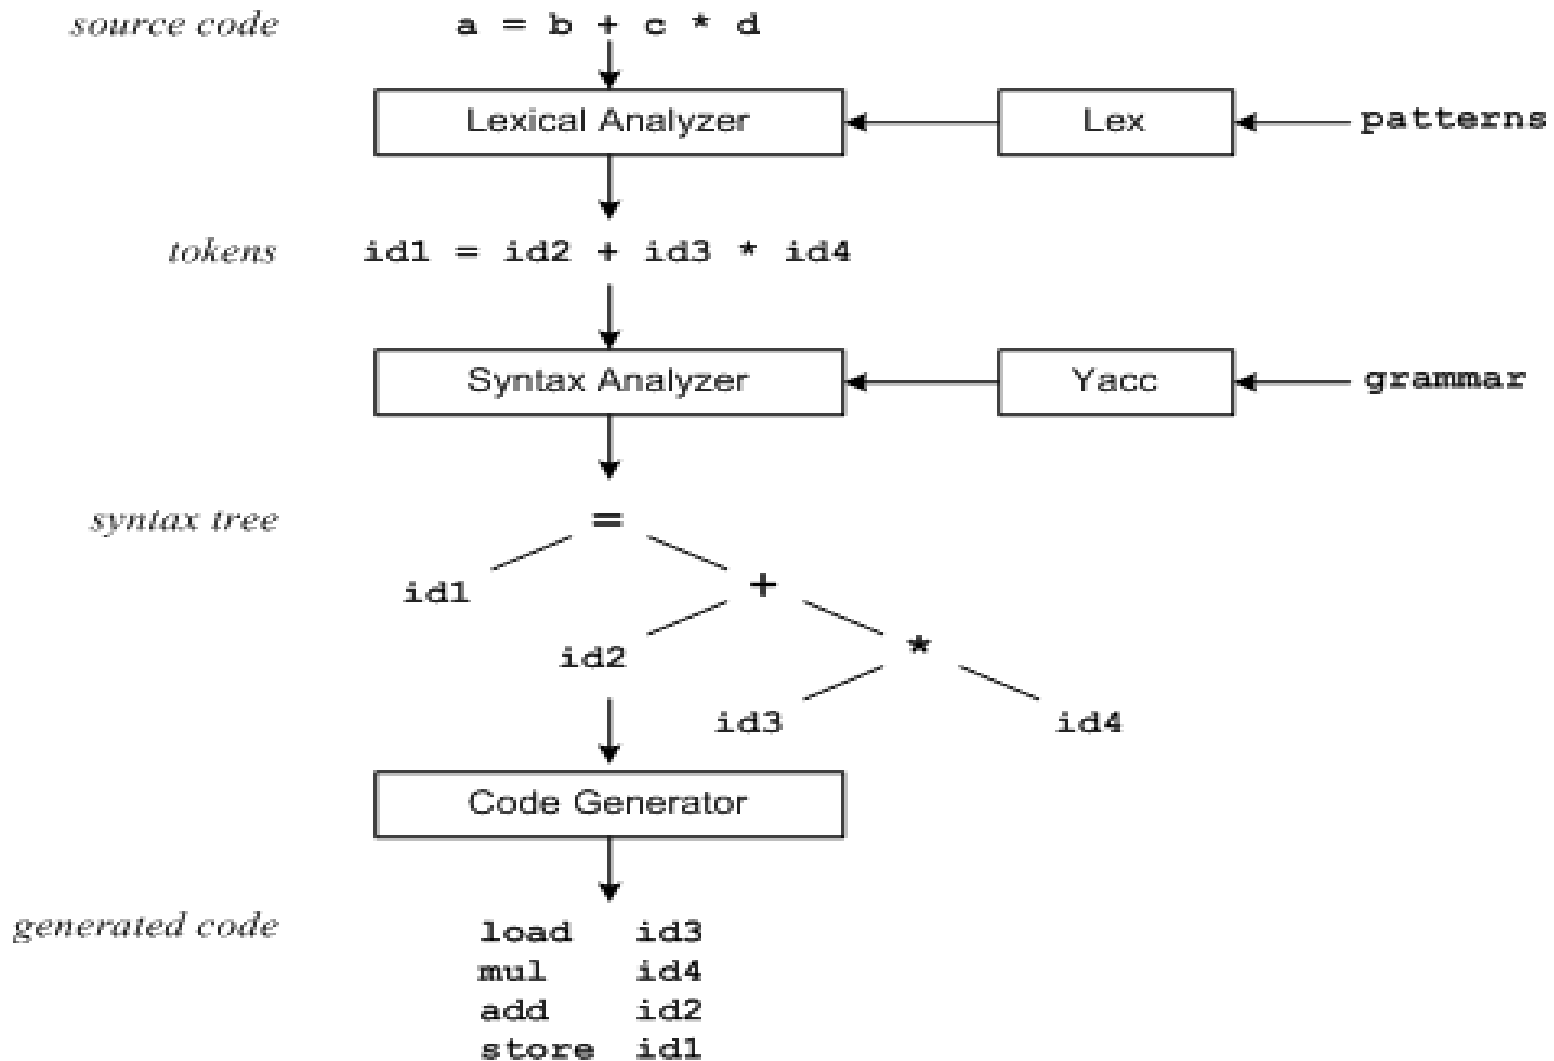 source code a = b + c * d
Lexical Analyzer Lex patterns
tokens id1 = id2 + id3 * id4
Syntax Analyzer Yacc grammar
syntax tree =
id1 +
id2 *
id3 id4
Code Generator
generated code load id3
mul id4
add id2
store id1